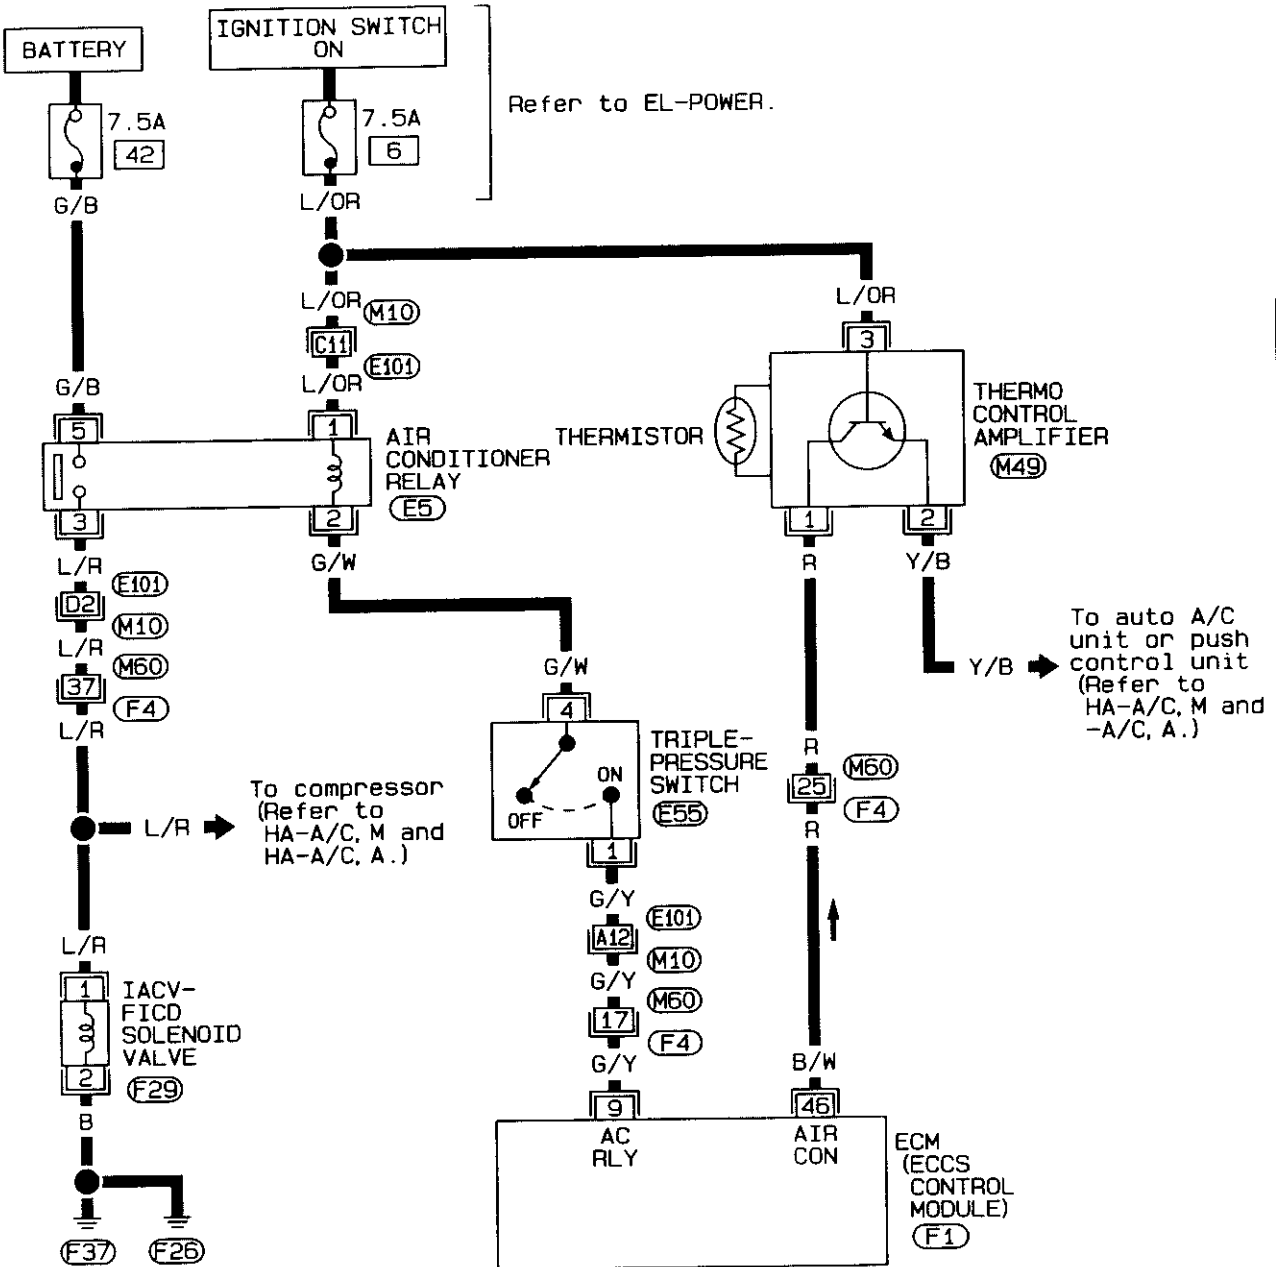 BATTERY
IGNITION SWITCH
ON
7.5A
42
7.5A
6
Refer to EL-POWER.
G/B
L/OR
L/OR
M10
C11
E101
L/OR
L/OR
3
G/B
5
1
AIR
CONDITIONER
RELAY
E5
3
2
THERMISTOR
THERMO
CONTROL
AMPLIFIER
M49
1
2
L/R
E101
D2
M10
L/R
M60
37
F4
L/R
G/W
G/W
R
Y/B
Y/B
To auto A/C
unit or push
control unit
(Refer to
HA-A/C, M and
-A/C, A.)
4
TRIPLE-
PRESSURE
SWITCH
E55
ON
OFF
1
R
M60
25
F4
R
L/R
To compressor
(Refer to
HA-A/C, M and
HA-A/C, A.)
G/Y
E101
A12
M10
G/Y
M60
17
F4
G/Y
L/R
1
IACV-
FICD
SOLENOID
VALVE
2
F29
B
B/W
9
46
AC
RLY
AIR
CON
ECM
(ECCS
CONTROL
MODULE)
F1
F37
F26